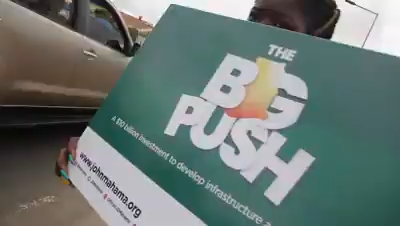 THE
BIG
PUSH
A $10 billion investment to develop infrastructure a
www.johnmahama.org